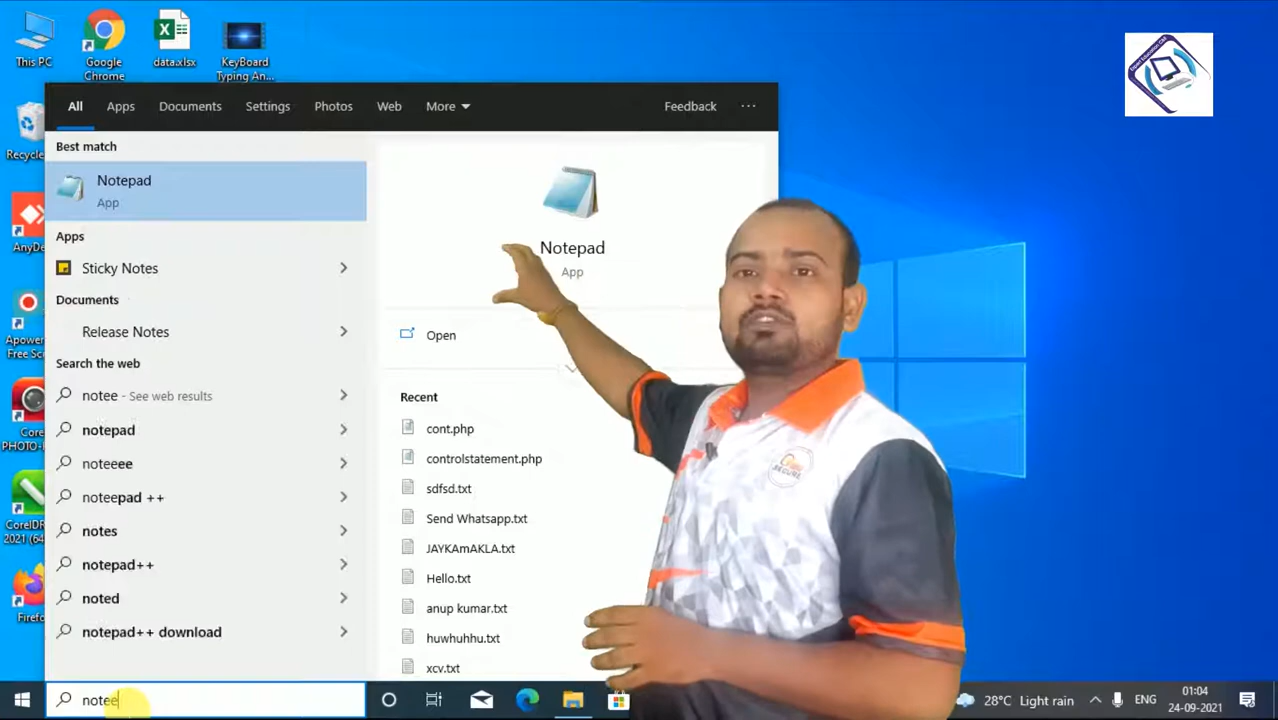 This PC
Google
Chrome
data.xlsx
KeyBoard
Typing An...
Recycle
AnyDe
Apower
Free Scr
Core
PHOTO-
CorelDR
2021 (64
Firefo
All Apps Documents Settings Photos Web More Feedback ...
Best match
Notepad
App
Apps
Sticky Notes
Documents
Release Notes
Search the web
notee - See web results
notepad
noteeee
noteepad ++
notes
notepad++
noted
notepad++ download
Notepad
App
Open
Recent
cont.php
controlstatement.php
sdfsd.txt
Send Whatsapp.txt
JAYKAmAKLA.txt
Hello.txt
anup kumar.txt
huwhuhhu.txt
xcv.txt
SECURE
notee
28°C Light rain
ENG
01:04
24-09-2021